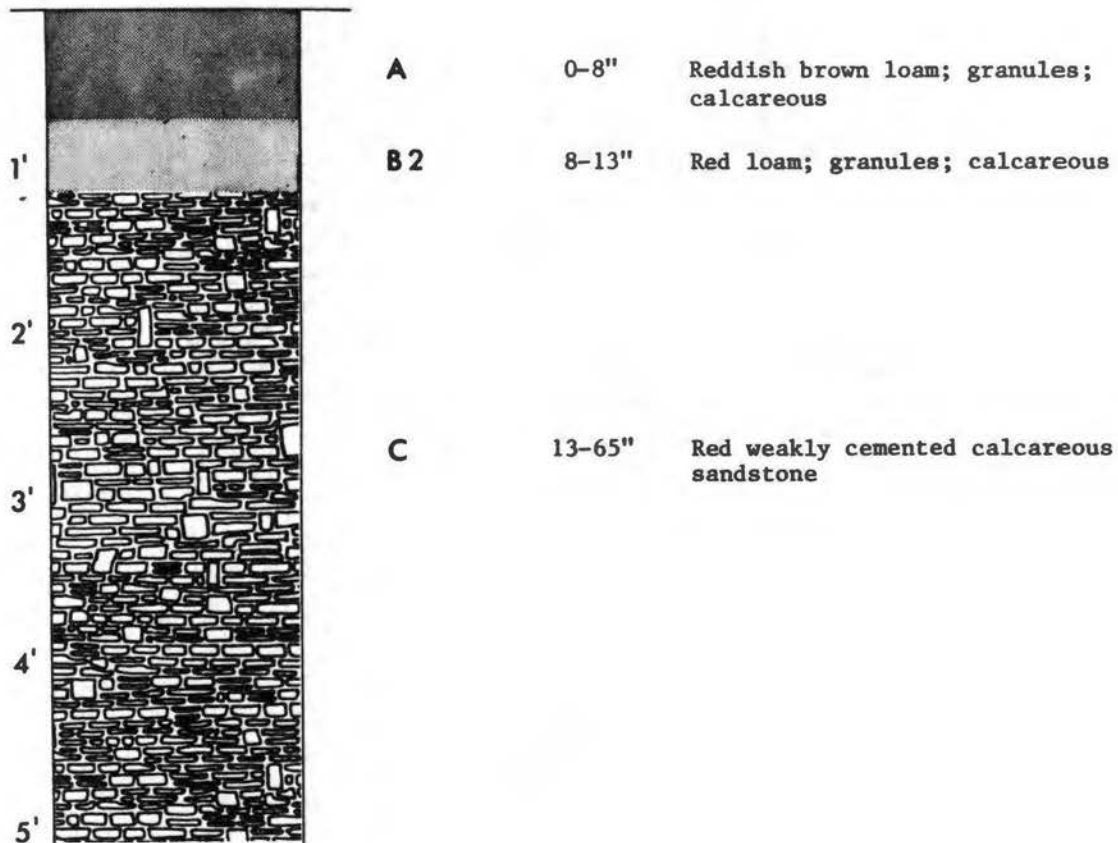 A 0-8" Reddish brown loam; granules;
calcareous
1' B2 8-13" Red loam; granules; calcareous
2'
C 13-65" Red weakly cemented calcareous
sandstone
3'
4'
5'